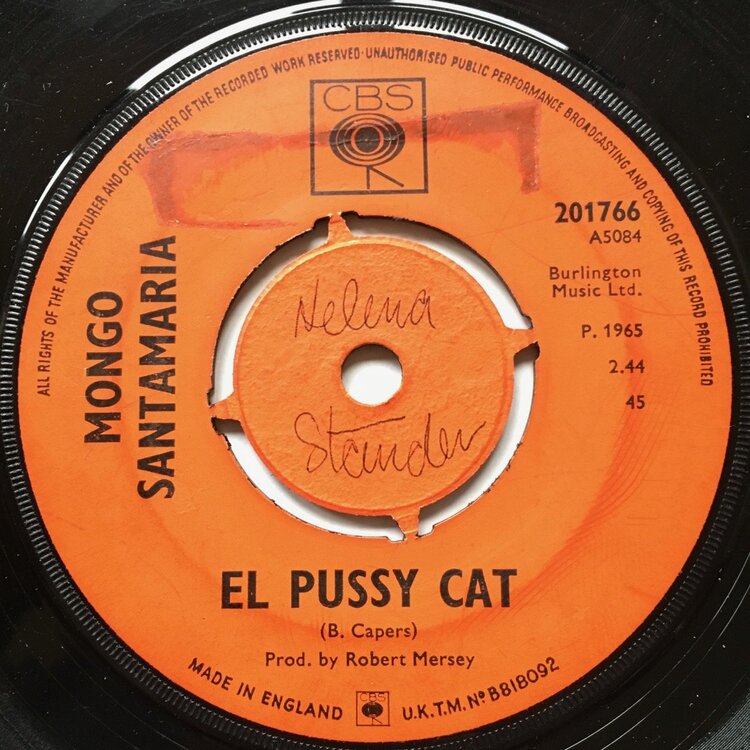 ALL RIGHTS OF THE MANUFACTURER AND OF THE OWNER OF THE RECORDED WORK RESERVED · UNAUTHORISED PUBLIC PERFORMANCE BROADCASTING AND COPYING OF THIS RECORD PROHIBITED
CBS
201766
A5084
Burlington
Music Ltd.
P. 1965
2.44
45
MONGO
SANTAMARIA
Helena
Stander
EL PUSSY CAT
(B. Capers)
Prod. by Robert Mersey
MADE IN ENGLAND CBS U.K.T.M. Nº B81B092